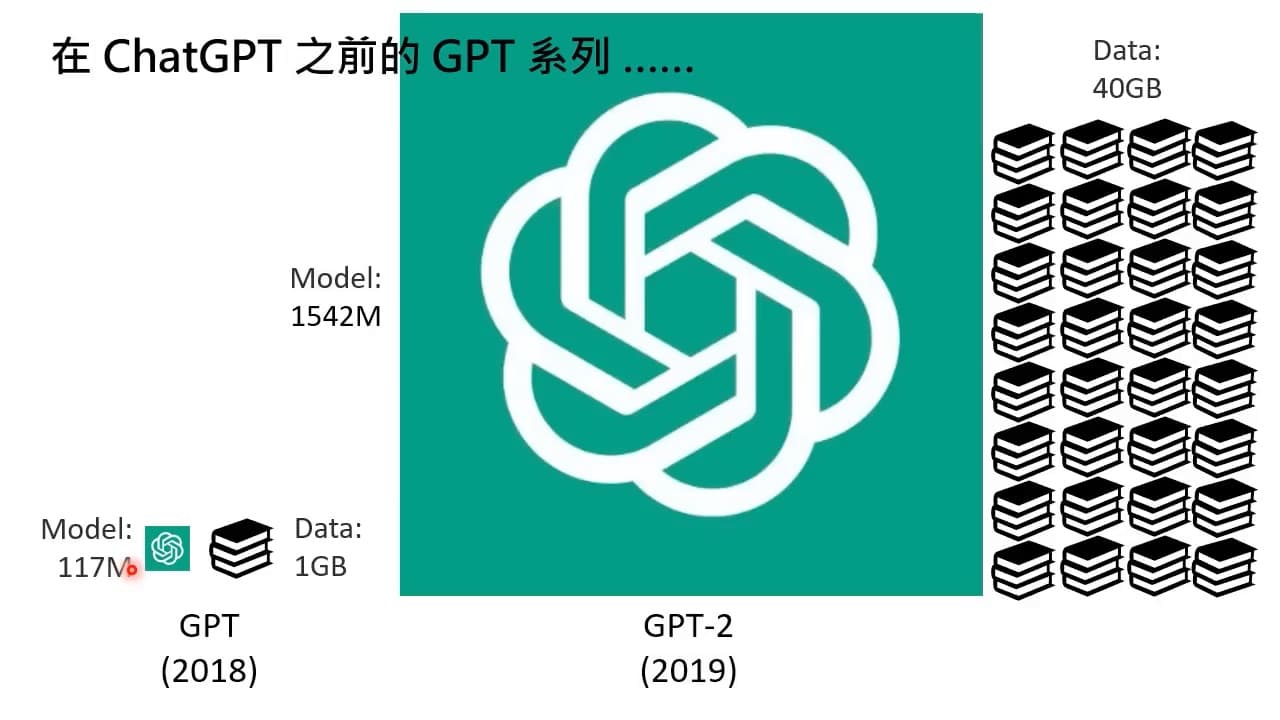 在 ChatGPT 之前的 GPT 系列 ......
Model:
117M
Data:
1GB
GPT
(2018)
Model:
1542M
GPT-2
(2019)
Data:
40GB